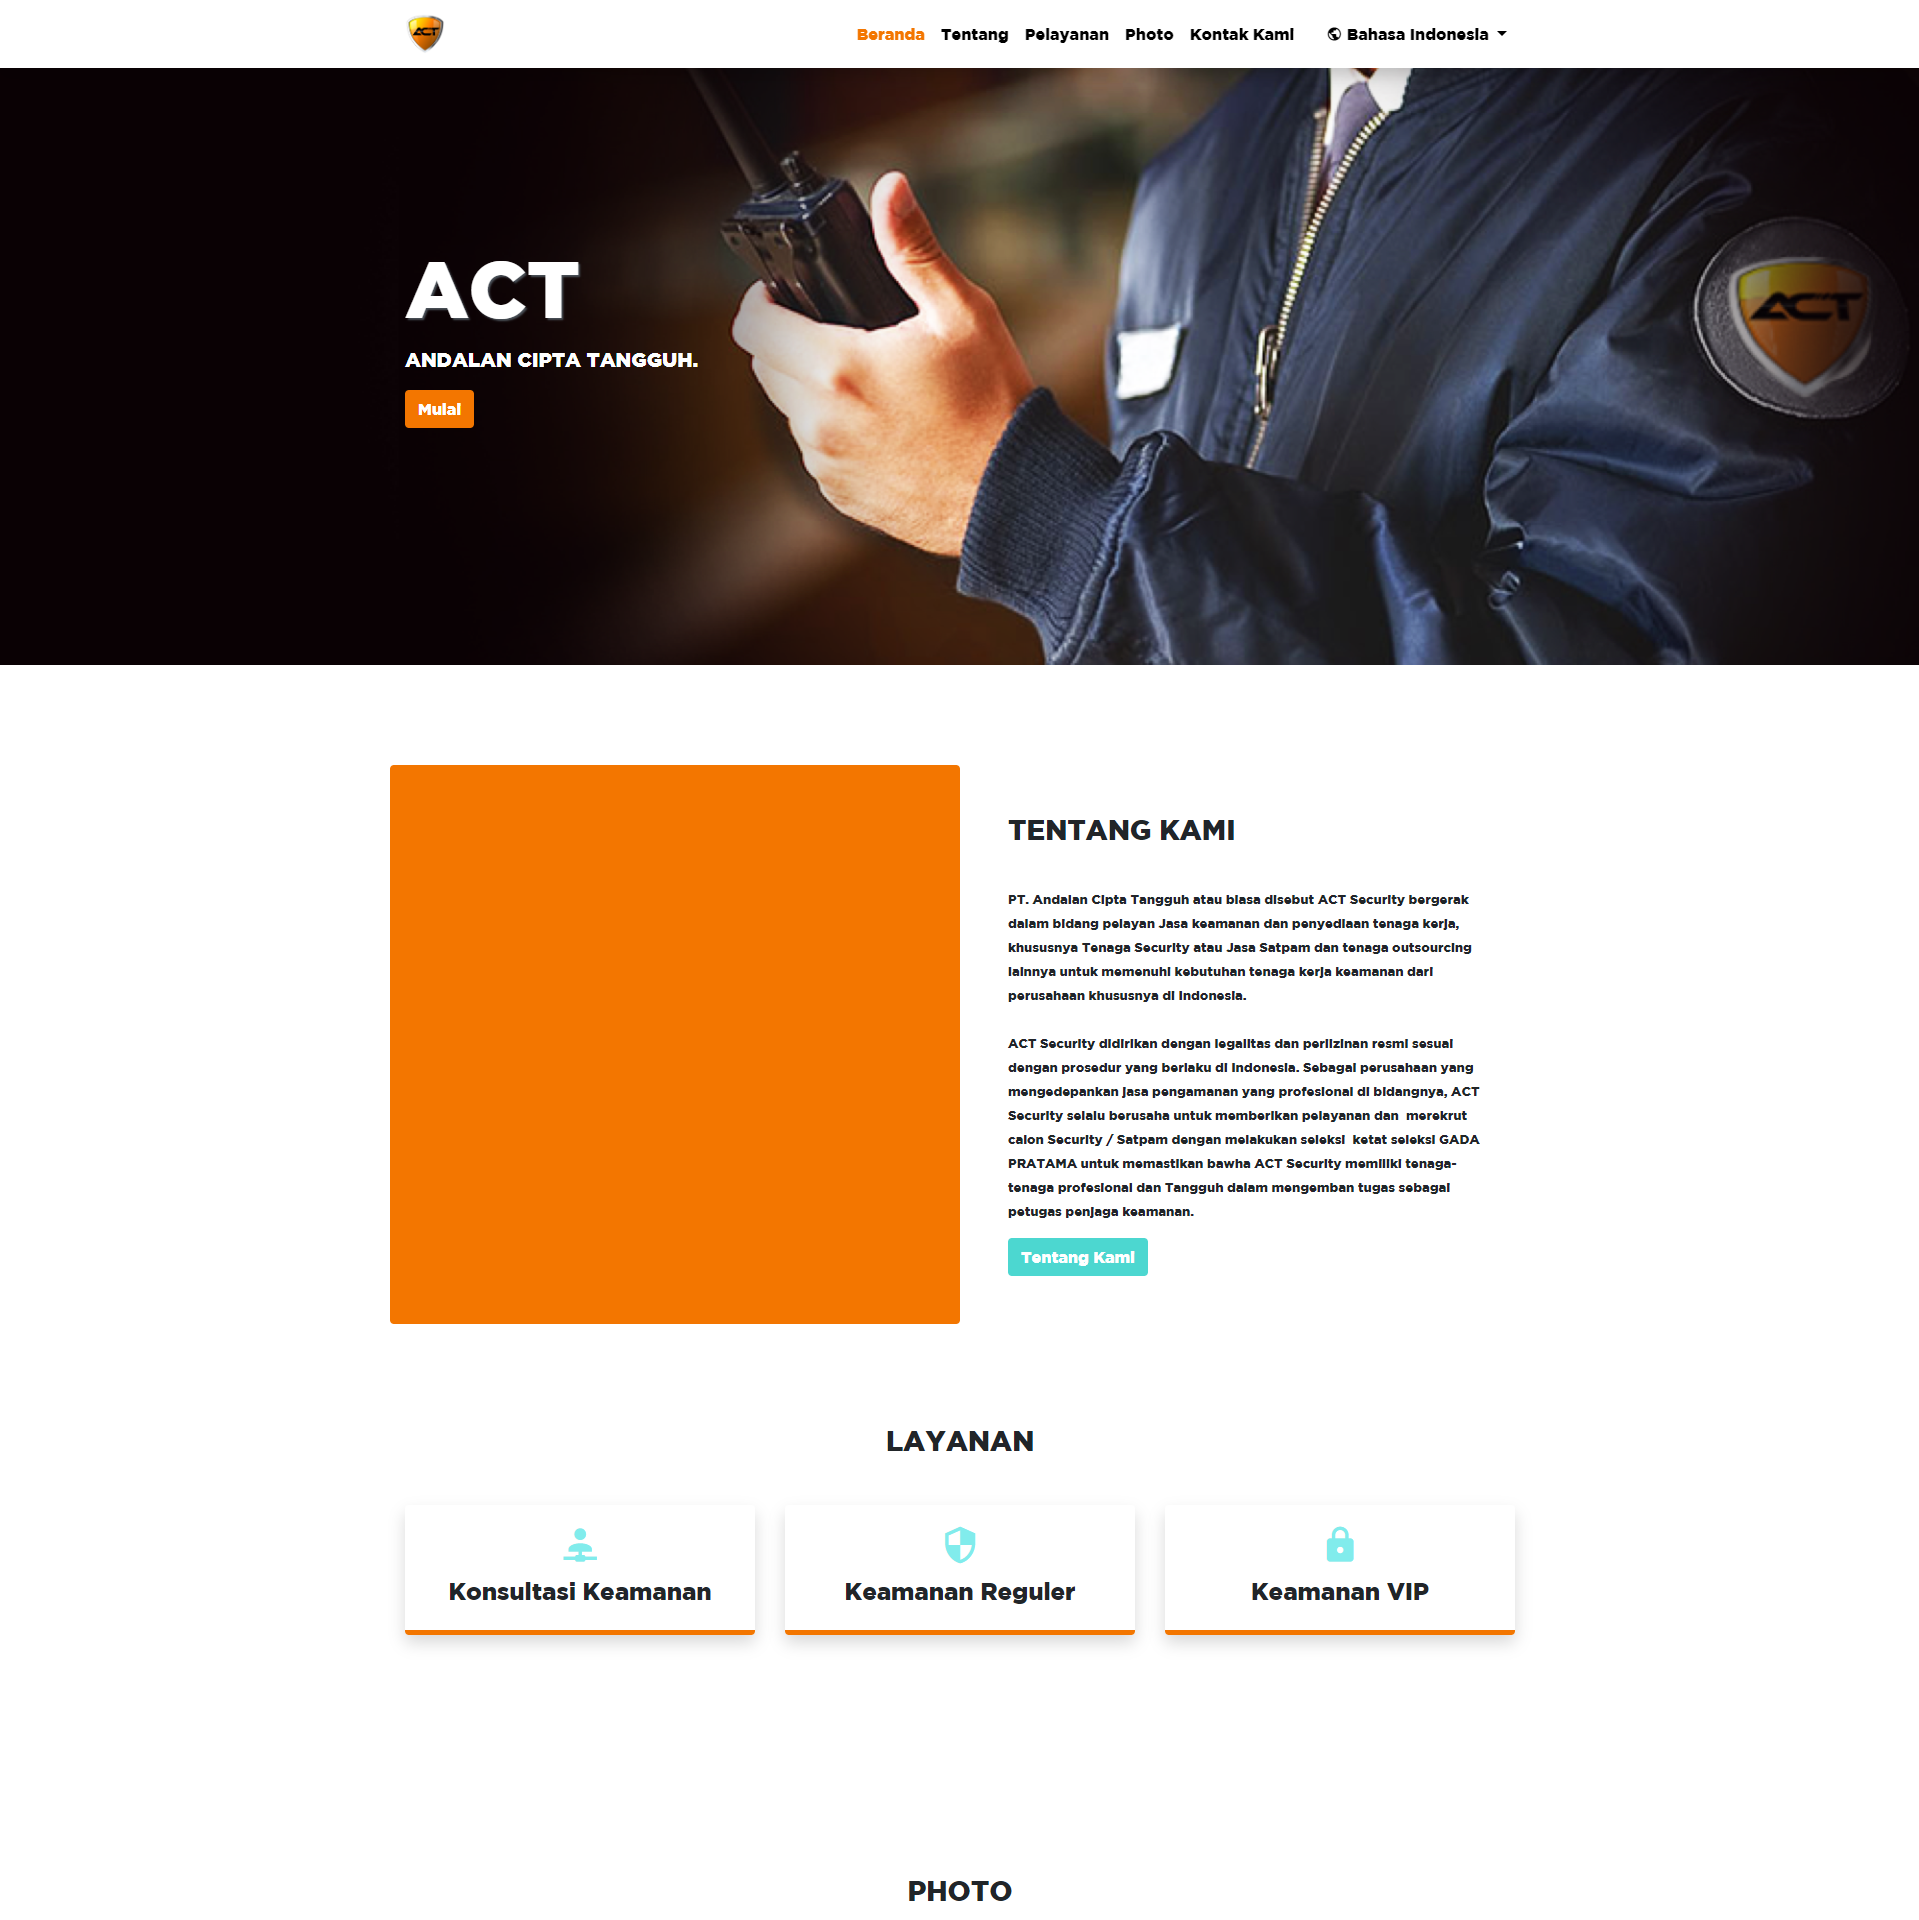 ACT
Beranda Tentang Pelayanan Photo Kontak Kami Bahasa Indonesia
ACT
ACT
ANDALAN CIPTA TANGGUH.
Mulai
TENTANG KAMI
PT. Andalan Cipta Tangguh atau biasa disebut ACT Security bergerak
dalam bidang pelayan Jasa keamanan dan penyediaan tenaga kerja,
khususnya Tenaga Security atau Jasa Satpam dan tenaga outsourcing
lainnya untuk memenuhi kebutuhan tenaga kerja keamanan dari
perusahaan khususnya di Indonesia.
ACT Security didirikan dengan legalitas dan perlizinan resmi sesuai
dengan prosedur yang berlaku di Indonesia. Sebagai perusahaan yang
mengedepankan jasa pengamanan yang profesional di bidangnya, ACT
Security selalu berusaha untuk memberikan pelayanan dan merekrut
calon Security / Satpam dengan melakukan seleksi ketat seleksi GADA
PRATAMA untuk memastikan bawha ACT Security memiliki tenaga-
tenaga profesional dan Tangguh dalam mengemban tugas sebagai
petugas penjaga keamanan.
Tentang Kami
LAYANAN
Konsultasi Keamanan
Keamanan Reguler
Keamanan VIP
PHOTO